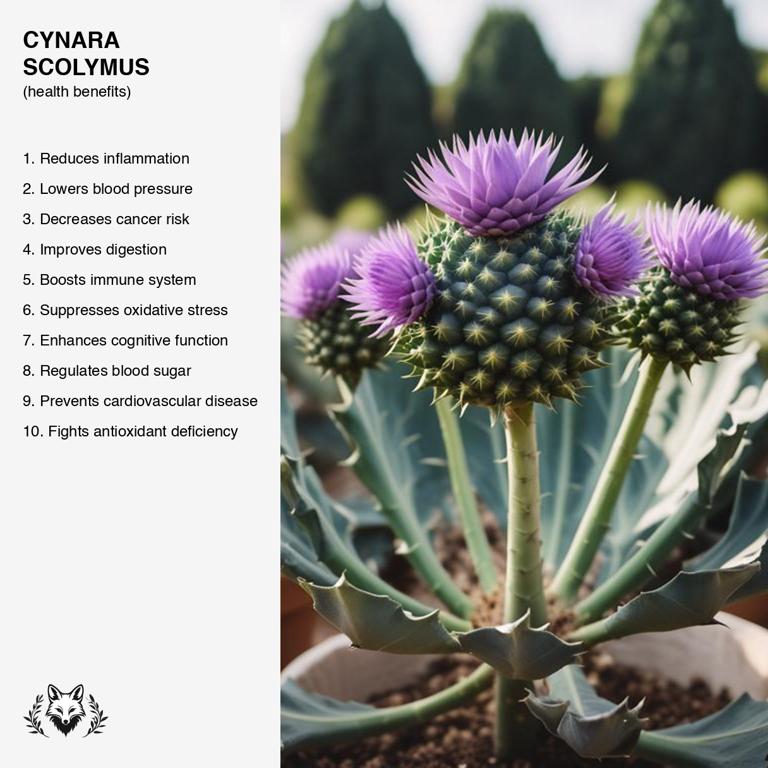 CYNARA
SCOLYMUS
(health benefits)
1. Reduces inflammation
2. Lowers blood pressure
3. Decreases cancer risk
4. Improves digestion
5. Boosts immune system
6. Suppresses oxidative stress
7. Enhances cognitive function
8. Regulates blood sugar
9. Prevents cardiovascular disease
10. Fights antioxidant deficiency